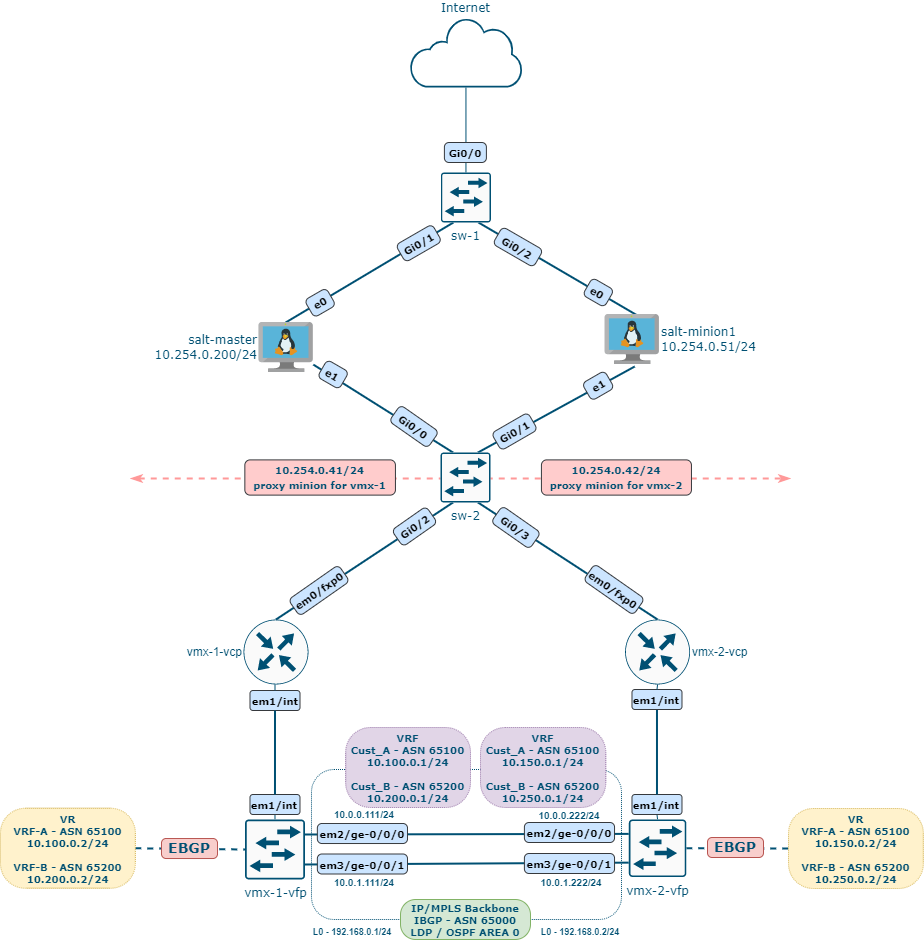 Internet
Gi0/0
sw-1
Gi0/1
Gi0/2
e0
e0
salt-master
10.254.0.200/24
salt-minion1
10.254.0.51/24
e1
e1
Gi0/0
Gi0/1
10.254.0.41/24
proxy minion for vmx-1
10.254.0.42/24
proxy minion for vmx-2
sw-2
Gi0/2
Gi0/3
em0/fxp0
em0/fxp0
vmx-1-vcp
vmx-2-vcp
em1/int
em1/int
VRF
Cust_A - ASN 65100
10.100.0.1/24
Cust_B - ASN 65200
10.200.0.1/24
VRF
Cust_A - ASN 65100
10.150.0.1/24
Cust_B - ASN 65200
10.250.0.1/24
em1/int
em1/int
10.0.0.111/24
10.0.0.222/24
VR
VRF-A - ASN 65100
10.100.0.2/24
VRF-B - ASN 65200
10.200.0.2/24
EBGP
em2/ge-0/0/0
em2/ge-0/0/0
em3/ge-0/0/1
em3/ge-0/0/1
EBGP
VR
VRF-A - ASN 65100
10.150.0.2/24
VRF-B - ASN 65200
10.250.0.2/24
10.0.1.111/24
10.0.1.222/24
vmx-1-vfp
vmx-2-vfp
IP/MPLS Backbone
IBGP - ASN 65000
LDP / OSPF AREA 0
L0 - 192.168.0.1/24
L0 - 192.168.0.2/24